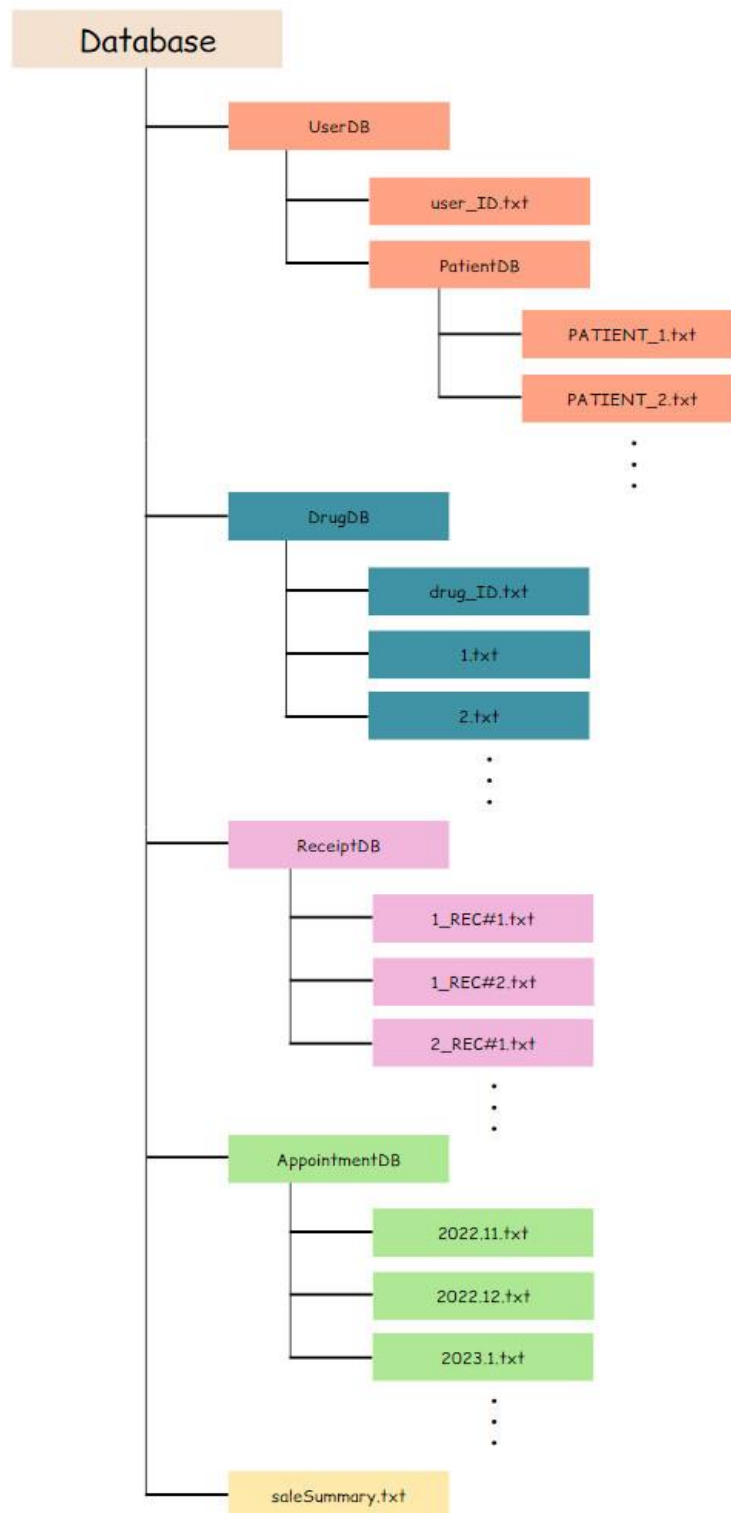 Database
UserDB
user_ID.txt
PatientDB
PATIENT_1.txt
PATIENT_2.txt
DrugDB
drug_ID.txt
1.txt
2.txt
ReceiptDB
1_REC#1.txt
1_REC#2.txt
2_REC#1.txt
AppointmentDB
2022.11.txt
2022.12.txt
2023.1.txt
saleSummary.txt